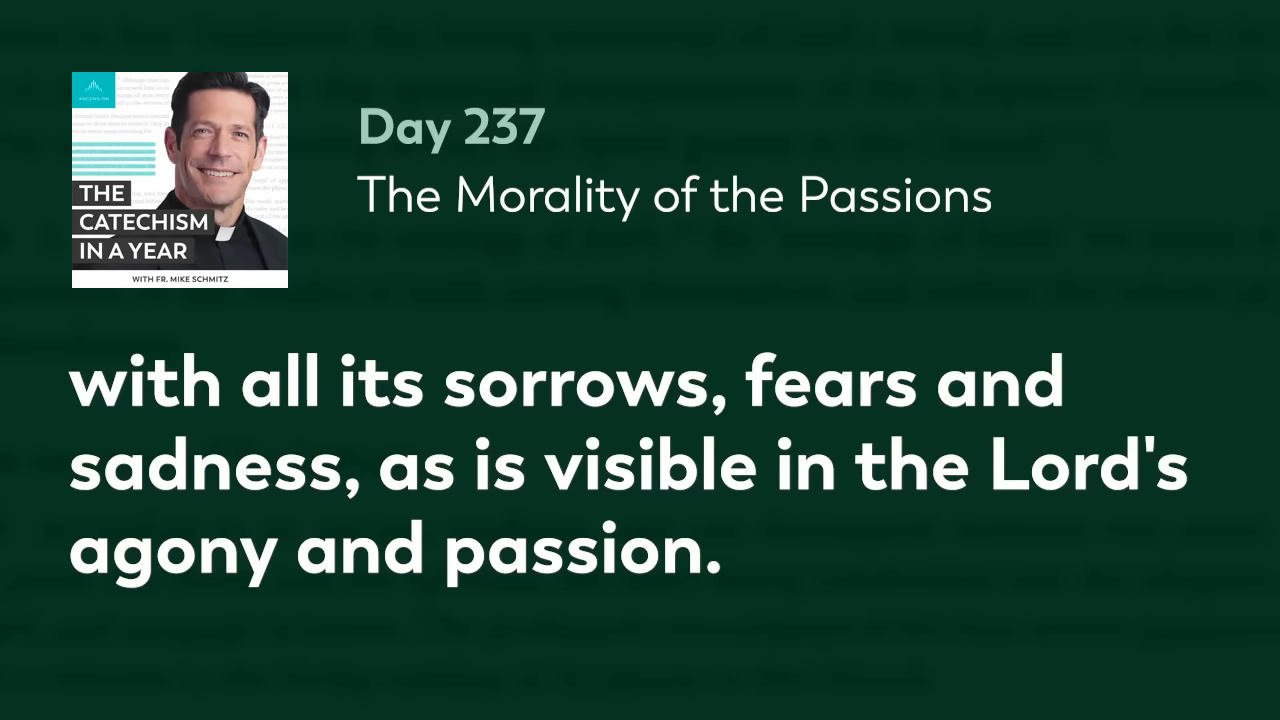 ASCENSION
THE
CATECHISM
IN A YEAR
WITH FR. MIKE SCHMITZ
Day 237
The Morality of the Passions
with all its sorrows, fears and
sadness, as is visible in the Lord's
agony and passion.